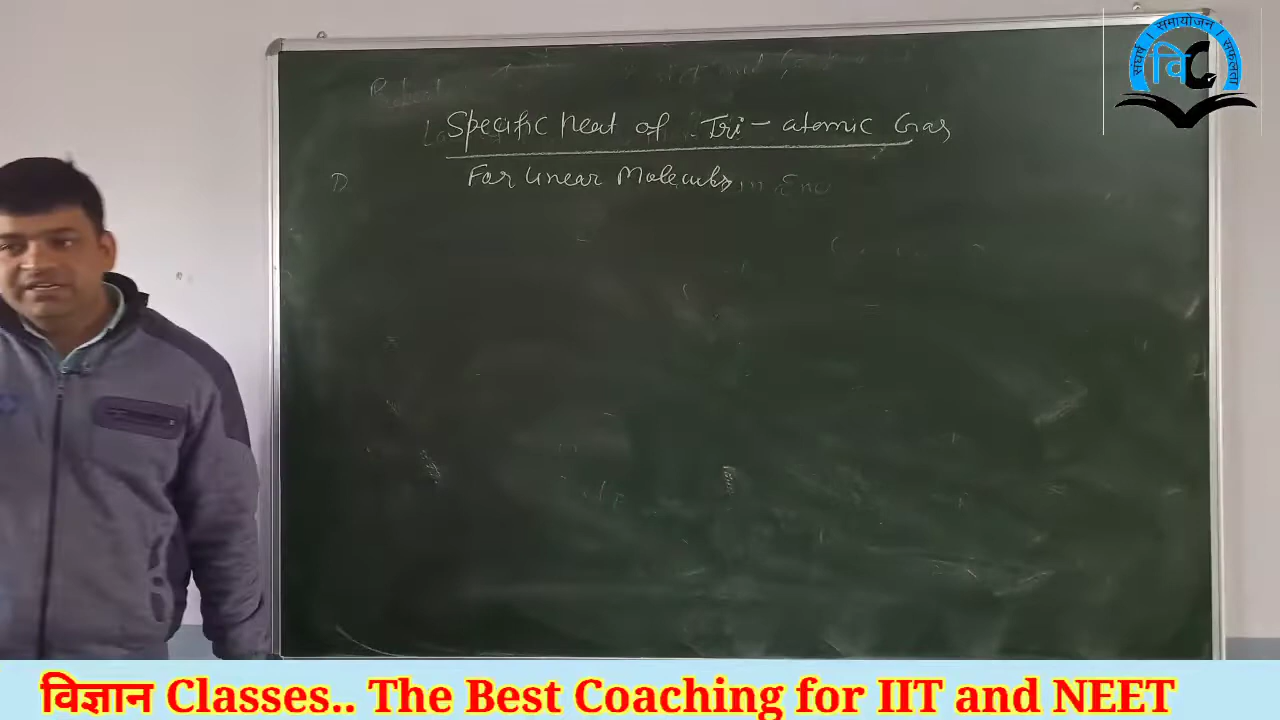 संघर्ष । समायोजन । सफलता
वि C
Specific heat of Tri-atomic Gas
For Linear Molecules
विज्ञान Classes.. The Best Coaching for IIT and NEET